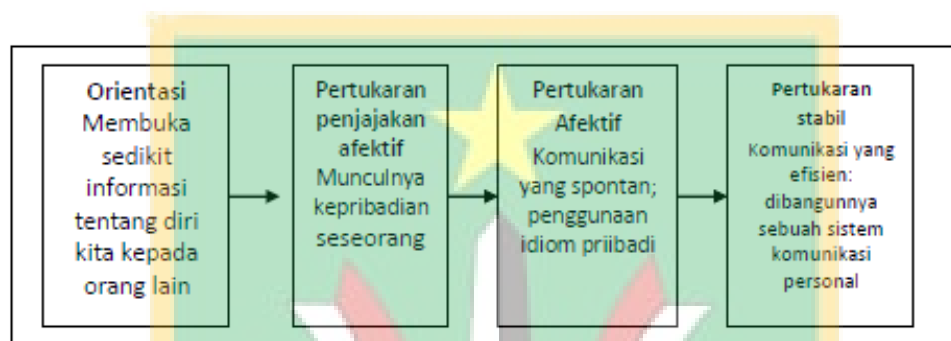 Orientasi
Membuka
sedikit
informasi
tentang diri
kita kepada
orang lain
Pertukaran
penjajakan
afektif
Munculnya
kepribadian
seseorang
Pertukaran
Afektif
Komunikasi
yang spontan;
penggunaan
idiom priibadi
Pertukaran
stabil
Komunikasi yang
efisien:
dibangunnya
sebuah sistem
komunikasi
personal